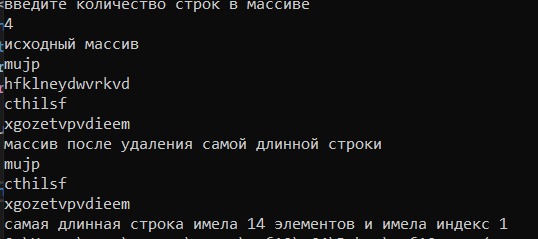 введите количество строк в массиве
4
исходный массив
mujp
hfklneydwvrkvd
cthilsf
xgozetvpvdieem
массив после удаления самой длинной строки
mujp
cthilsf
xgozetvpvdieem
самая длинная строка имела 14 элементов и имела индекс 1